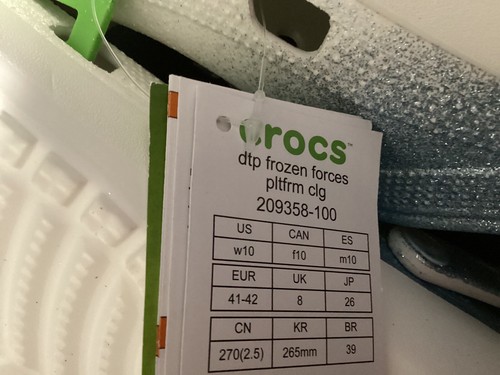 crocs™
dtp frozen forces
pltfrm clg
209358-100
US CAN ES
w10 f10 m10
EUR UK JP
41-42 8 26
CN KR BR
270(2.5) 265mm 39